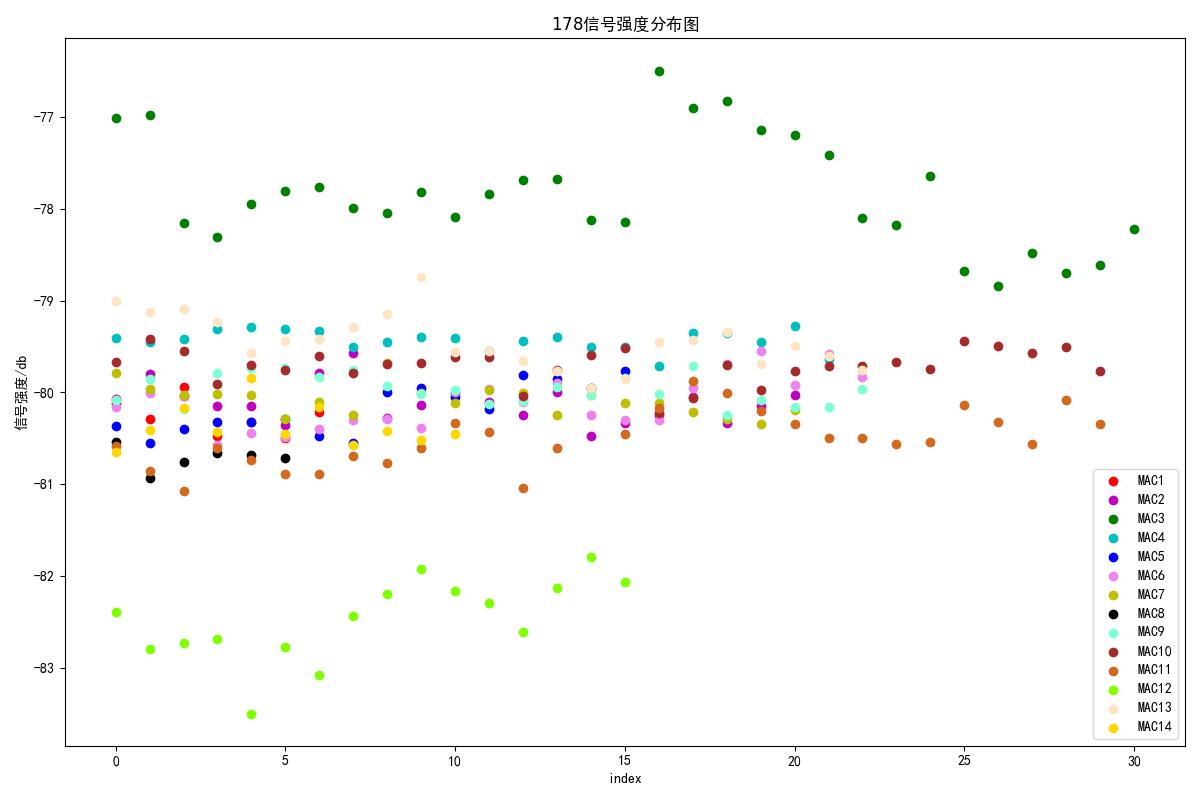 178信号强度分布图
信号强度/db
−77
−78
−79
−80
−81
−82
−83
0
5
10
15
20
25
30
index
MAC1
MAC2
MAC3
MAC4
MAC5
MAC6
MAC7
MAC8
MAC9
MAC10
MAC11
MAC12
MAC13
MAC14